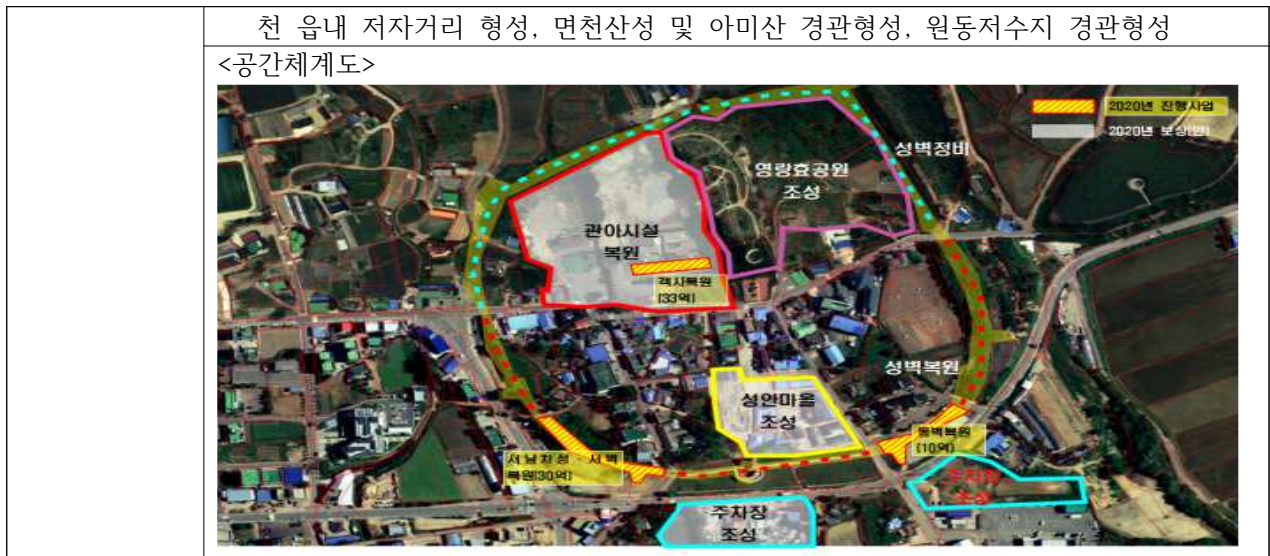 천 읍내 저자거리 형성, 면천산성 및 아미산 경관형성, 원동저수지 경관형성
<공간체계도>
2020년 진행사업
2020년 보상(안)
성벽정비
영랑효공원
조성
관아시설
복원
객사복원
(33억)
성벽복원
성안마을
조성
동벽복원
(10억)
서남치성·서벽
복원(30억)
주차장
조성
주차장
조성